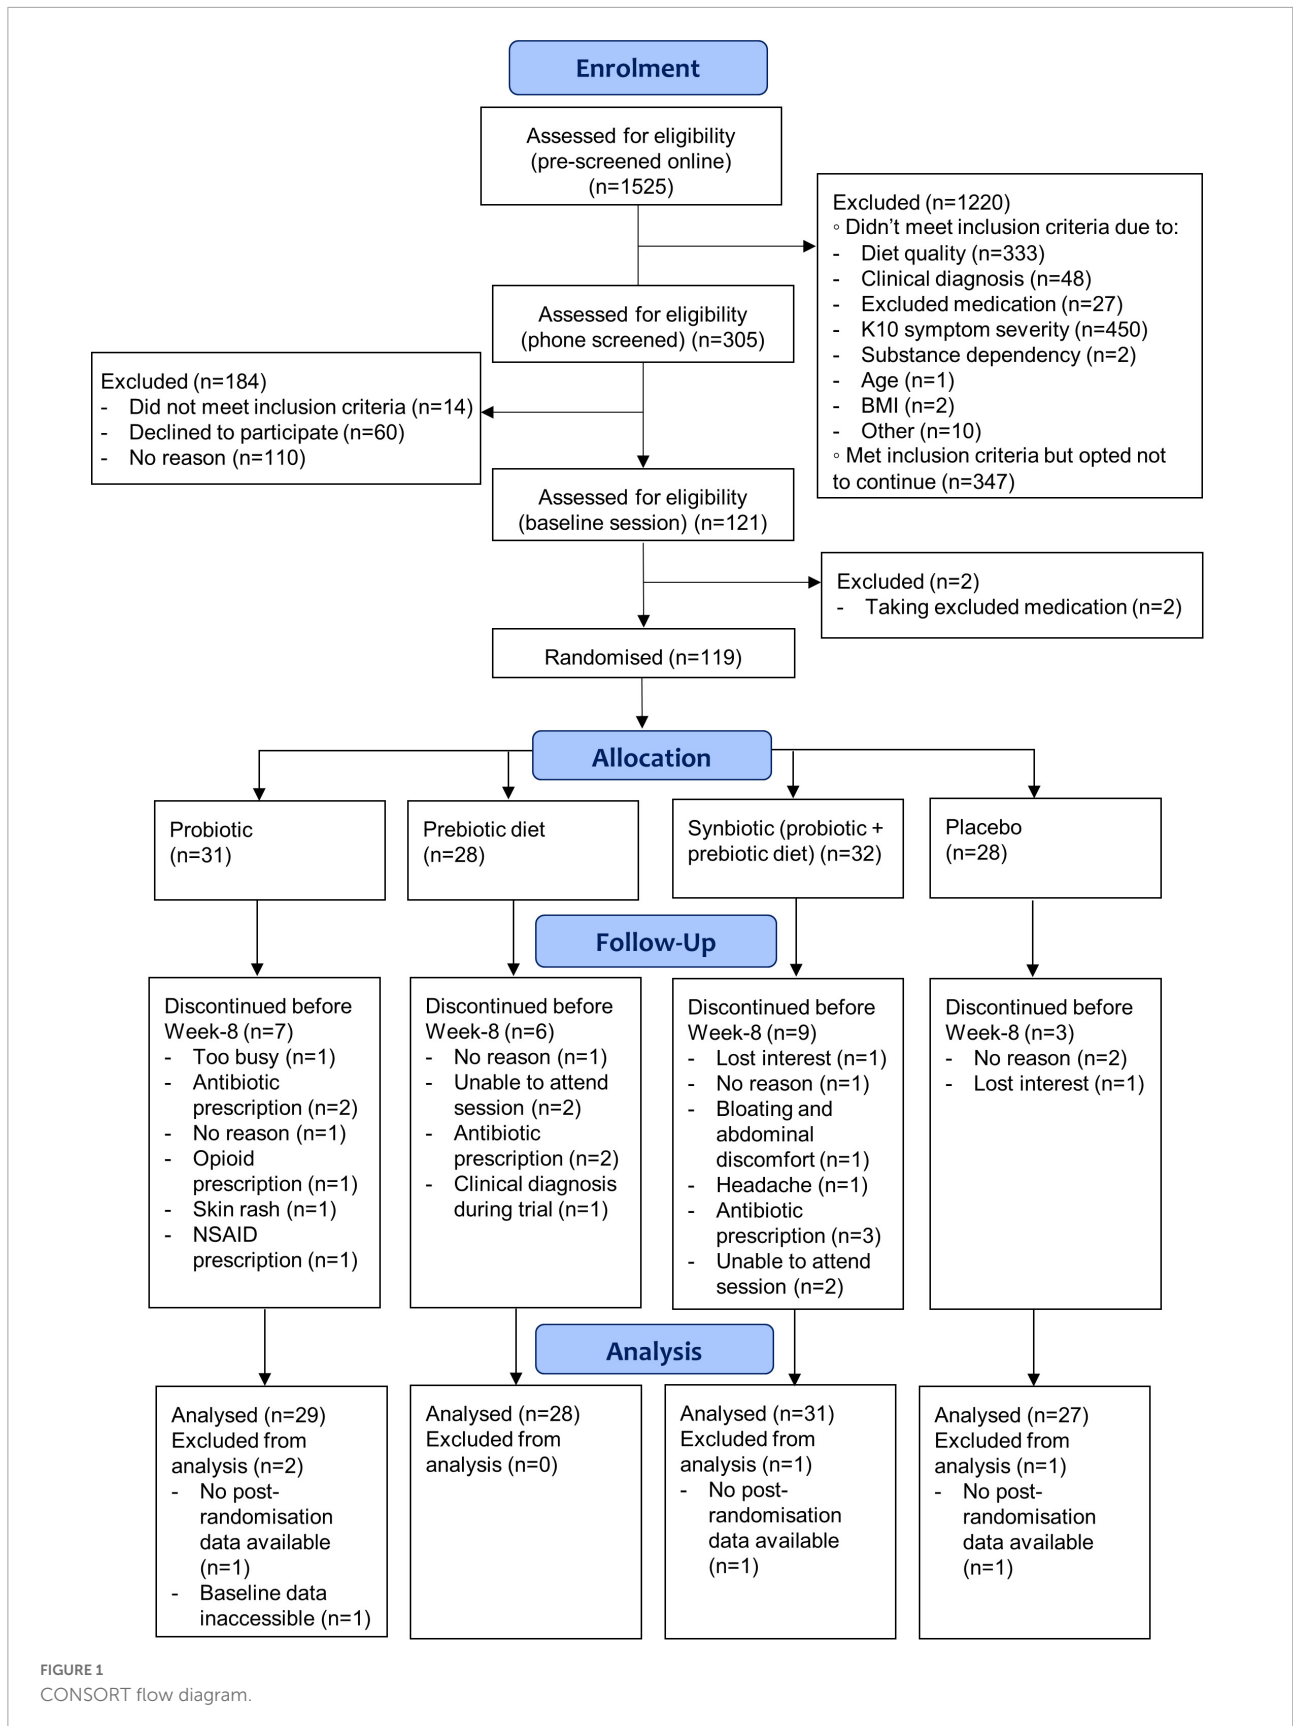 Enrolment
Assessed for eligibility
(pre-screened online)
(n=1525)
Excluded (n=1220)
◦ Didn’t meet inclusion criteria due to:
- Diet quality (n=333)
- Clinical diagnosis (n=48)
- Excluded medication (n=27)
- K10 symptom severity (n=450)
- Substance dependency (n=2)
- Age (n=1)
- BMI (n=2)
- Other (n=10)
◦ Met inclusion criteria but opted not
to continue (n=347)
Assessed for eligibility
(phone screened) (n=305)
Excluded (n=184)
- Did not meet inclusion criteria (n=14)
- Declined to participate (n=60)
- No reason (n=110)
Assessed for eligibility
(baseline session) (n=121)
Excluded (n=2)
- Taking excluded medication (n=2)
Randomised (n=119)
Allocation
Probiotic
(n=31)
Prebiotic diet
(n=28)
Synbiotic (probiotic +
prebiotic diet) (n=32)
Placebo
(n=28)
Follow-Up
Discontinued before
Week-8 (n=7)
- Too busy (n=1)
- Antibiotic
prescription (n=2)
- No reason (n=1)
- Opioid
prescription (n=1)
- Skin rash (n=1)
- NSAID
prescription (n=1)
Discontinued before
Week-8 (n=6)
- No reason (n=1)
- Unable to attend
session (n=2)
- Antibiotic
prescription (n=2)
- Clinical diagnosis
during trial (n=1)
Discontinued before
Week-8 (n=9)
- Lost interest (n=1)
- No reason (n=1)
- Bloating and
abdominal
discomfort (n=1)
- Headache (n=1)
- Antibiotic
prescription (n=3)
- Unable to attend
session (n=2)
Discontinued before
Week-8 (n=3)
- No reason (n=2)
- Lost interest (n=1)
Analysis
Analysed (n=29)
Excluded from
analysis (n=2)
- No post-
randomisation
data available
(n=1)
- Baseline data
inaccessible (n=1)
Analysed (n=28)
Excluded from
analysis (n=0)
Analysed (n=31)
Excluded from
analysis (n=1)
- No post-
randomisation
data available
(n=1)
Analysed (n=27)
Excluded from
analysis (n=1)
- No post-
randomisation
data available
(n=1)
FIGURE 1
CONSORT flow diagram.